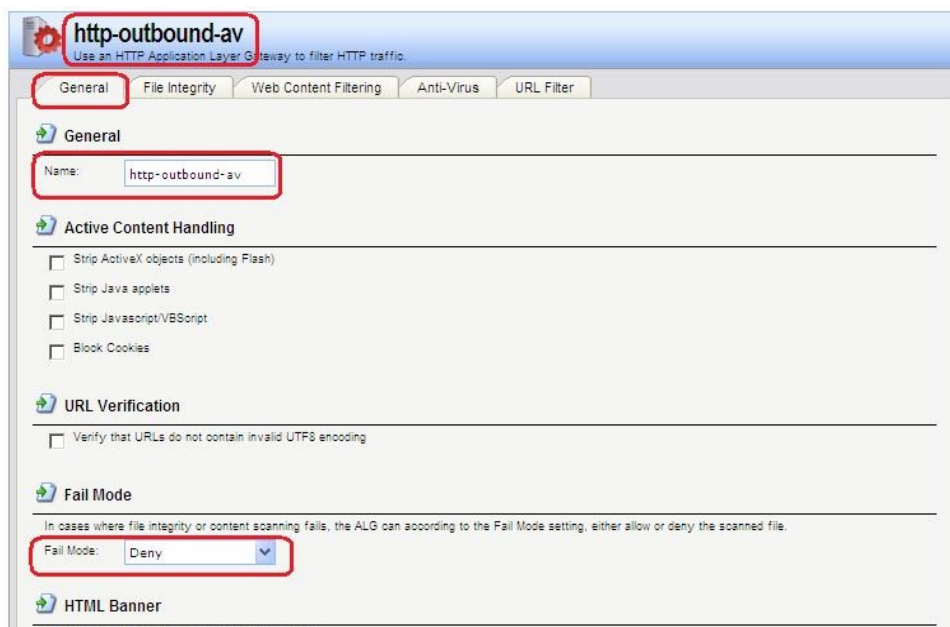 http-outbound-av
Use an HTTP Application Layer Gateway to filter HTTP traffic.
General
File Integrity
Web Content Filtering
Anti-Virus
URL Filter
General
Name:
http-outbound-av
Active Content Handling
Strip ActiveX objects (including Flash)
Strip Java applets
Strip Javascript/VBScript
Block Cookies
URL Verification
Verify that URLs do not contain invalid UTF8 encoding
Fail Mode
In cases where file integrity or content scanning fails, the ALG can according to the Fail Mode setting, either allow or deny the scanned file.
Fail Mode:
Deny
HTML Banner